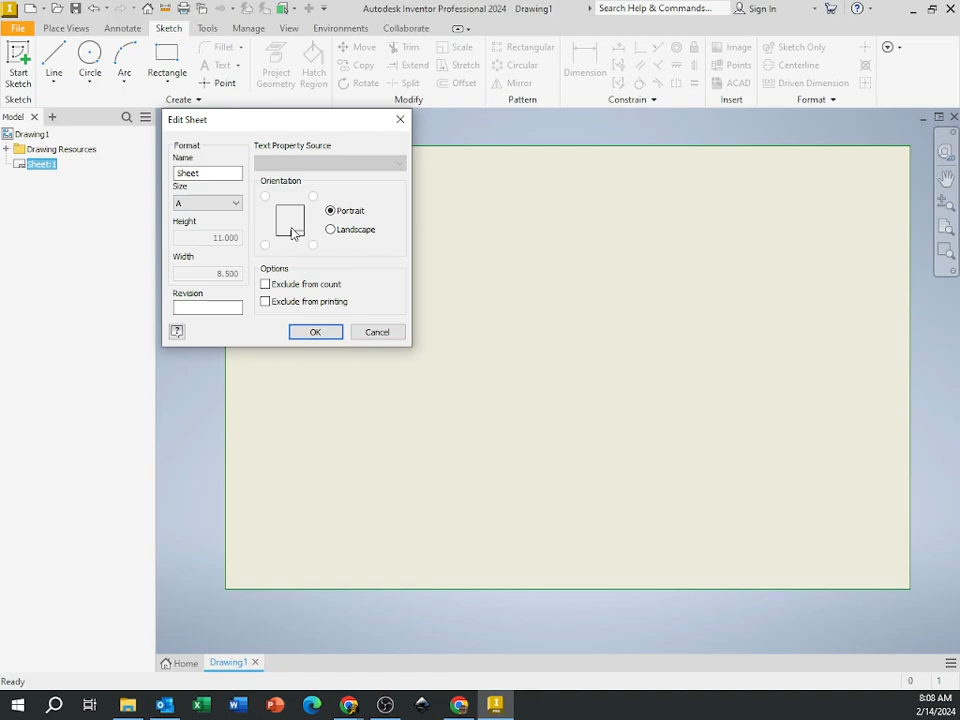 Autodesk Inventor Professional 2024 Drawing1 Search Help & Commands... Sign In
File Place Views Annotate Sketch Tools Manage View Environments Collaborate
Start Sketch Line Circle Arc Rectangle Fillet Text Point Project Geometry Hatch Region Move Copy Rotate Trim Extend Split Scale Stretch Offset Rectangular Circular Mirror Dimension Image Points ACAD Sketch Only Centerline Driven Dimension
Sketch Create Modify Pattern Constrain Insert Format
Model
Drawing1
Drawing Resources
Sheet:1
Edit Sheet
Format
Name
Sheet
Size
A
Height
11.000
Width
8.500
Revision
Text Property Source
Orientation
Portrait
Landscape
Options
Exclude from count
Exclude from printing
OK Cancel
Home Drawing1
Ready 0 1
8:08 AM
2/14/2024